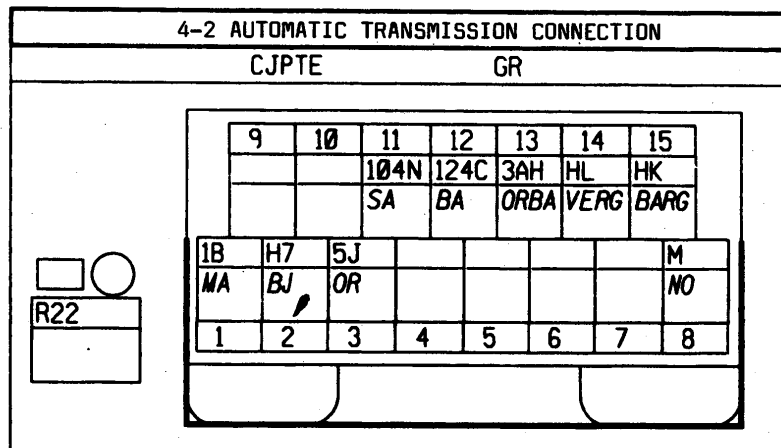 4-2 AUTOMATIC TRANSMISSION CONNECTION
CJPTE GR
9 10 11 12 13 14 15
104N 124C 3AH HL HK
SA BA ORBA VERG BARG
1B H7 5J M
MA BJ OR NO
R22
1 2 3 4 5 6 7 8